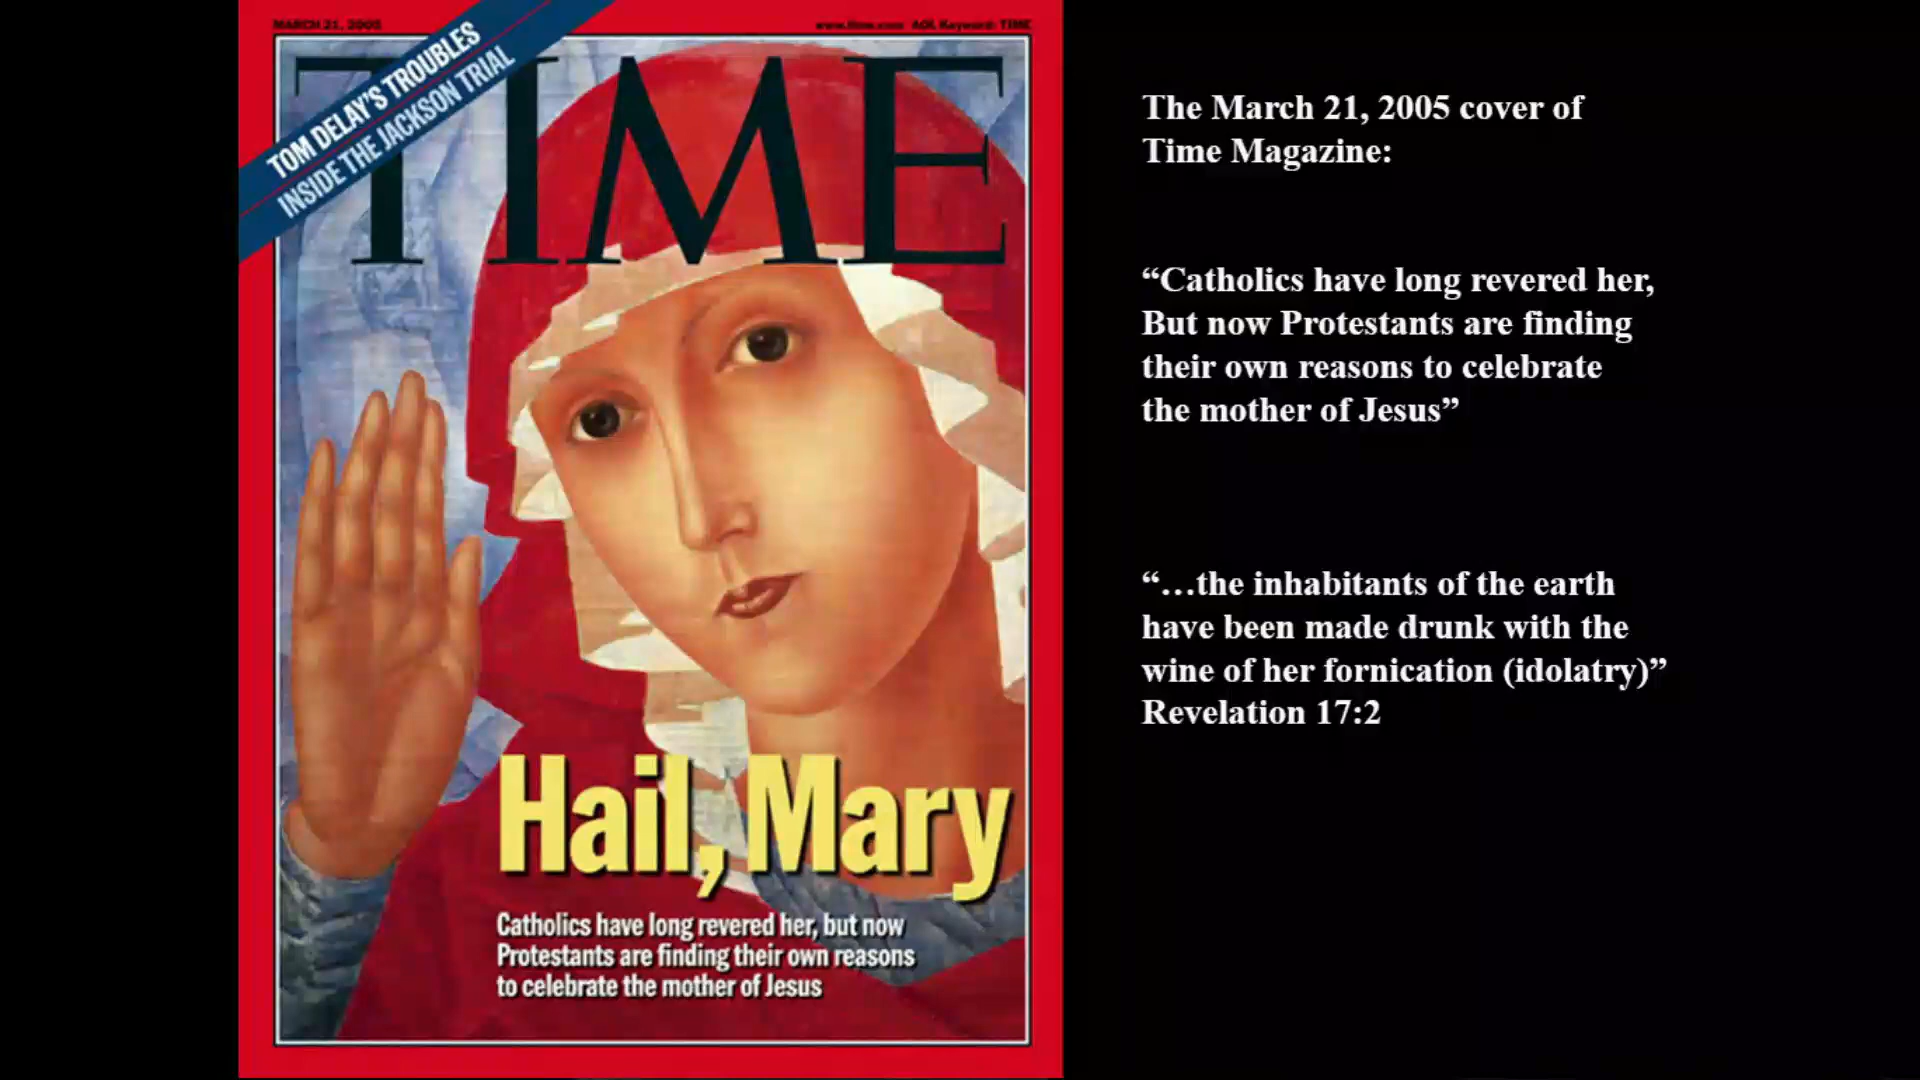 MARCH 21, 2005
www.time.com AOL Keyword: TIME
TOM DELAY'S TROUBLES
INSIDE THE JACKSON TRIAL
TIME
Hail, Mary
Catholics have long revered her, but now
Protestants are finding their own reasons
to celebrate the mother of Jesus
The March 21, 2005 cover of
Time Magazine:
“Catholics have long revered her,
But now Protestants are finding
their own reasons to celebrate
the mother of Jesus”
“…the inhabitants of the earth
have been made drunk with the
wine of her fornication (idolatry)”
Revelation 17:2